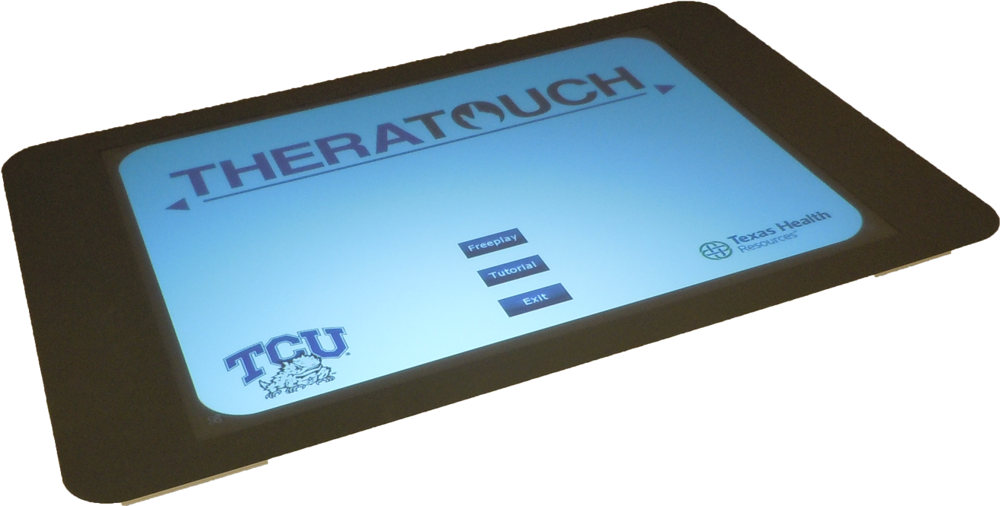 THERATOUCH
Freeplay
Tutorial
Exit
Texas Health
Resources
TCU